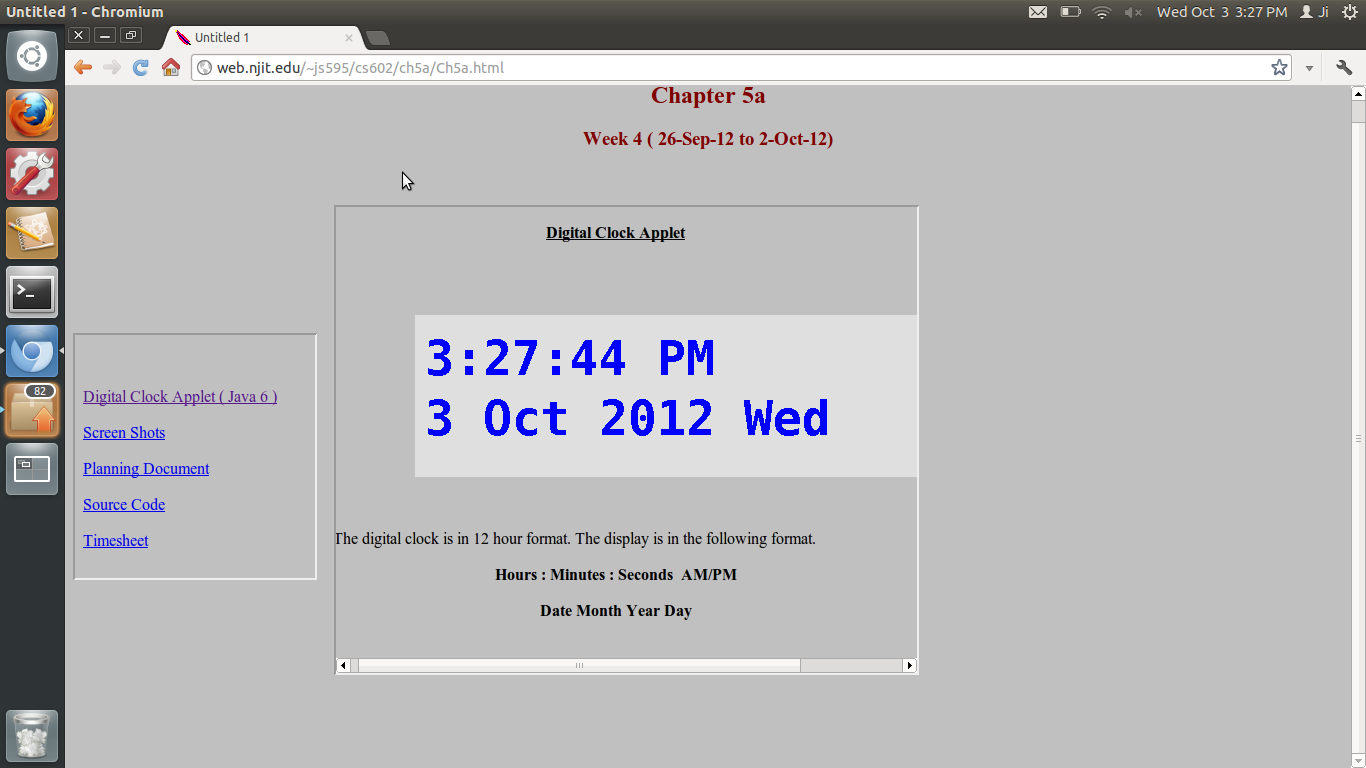 Untitled 1 - Chromium
Wed Oct 3 3:27 PM Ji
Untitled 1
web.njit.edu/~js595/cs602/ch5a/Ch5a.html
82
Chapter 5a
Week 4 ( 26-Sep-12 to 2-Oct-12)
Digital Clock Applet ( Java 6 )
Screen Shots
Planning Document
Source Code
Timesheet
Digital Clock Applet
3:27:44 PM
3 Oct 2012 Wed
The digital clock is in 12 hour format. The display is in the following format.
Hours : Minutes : Seconds  AM/PM
Date Month Year Day